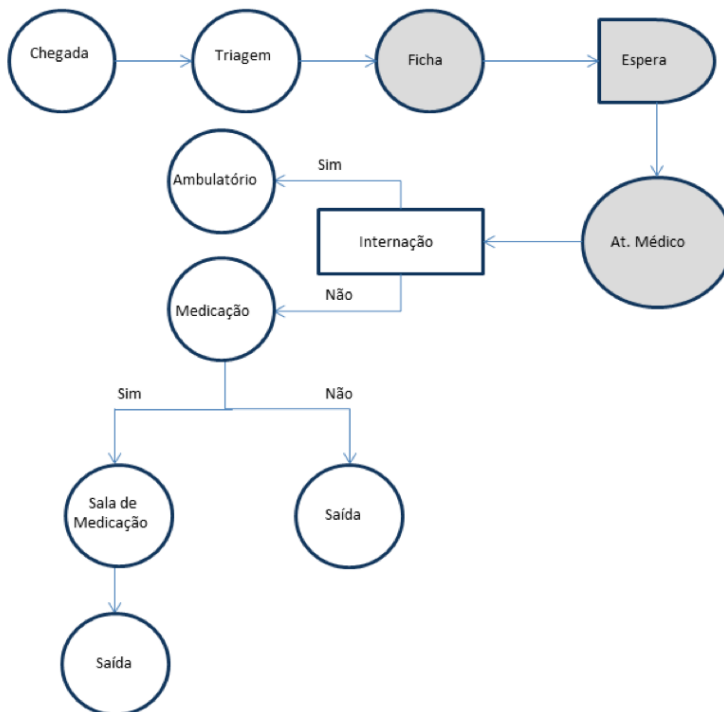 Chegada
Triagem
Ficha
Espera
Sim
Ambulatório
Internação
At. Médico
Não
Medicação
Sim
Não
Sala de
Medicação
Saída
Saída